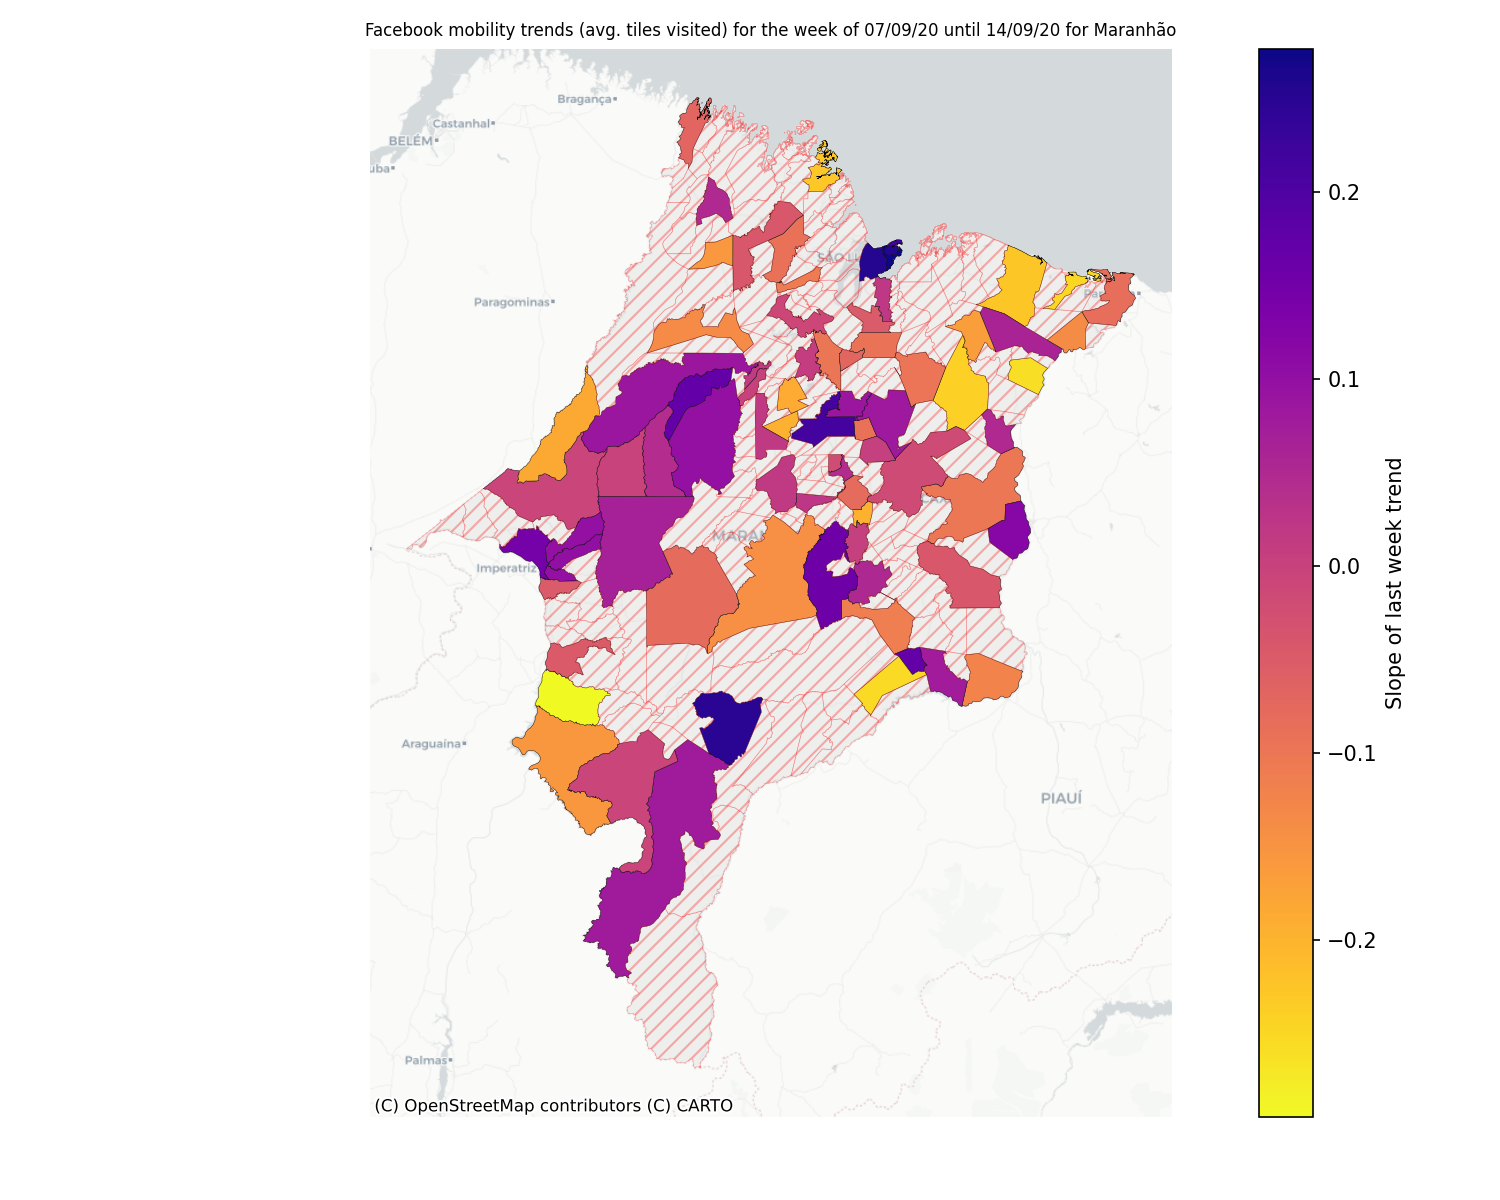 Facebook mobility trends (avg. tiles visited) for the week of 07/09/20 until 14/09/20 for Maranhão
Bragança
Castanhal
BELÉM
uba
SÃO L
Paragominas
0.2
0.1
MARAN
Imperatriz
0.0
Slope of last week trend
−0.1
Araguaína
PIAUÍ
−0.2
Palmas
(C) OpenStreetMap contributors (C) CARTO